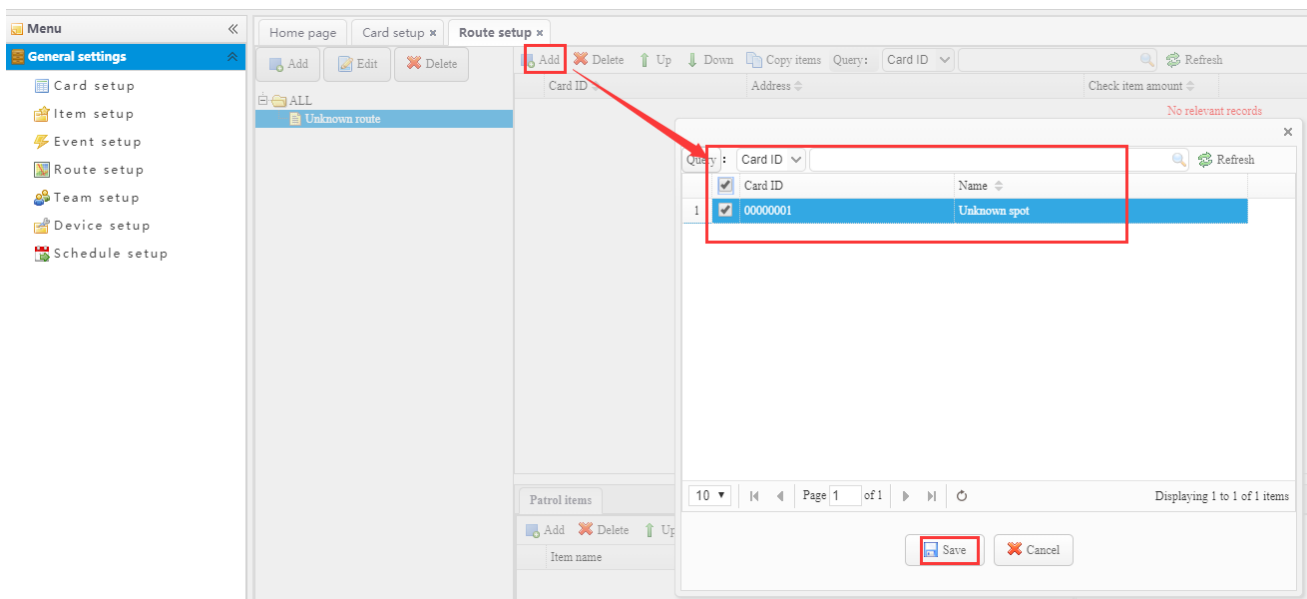 Menu
General settings
Card setup
Item setup
Event setup
Route setup
Team setup
Device setup
Schedule setup
Home page Card setup × Route setup ×
Add Edit Delete
ALL
Unknown route
Add Delete Up Down Copy items Query: Card ID Refresh
Card ID Address Check item amount
No relevant records
Query : Card ID Refresh
Card ID Name
1 00000001 Unknown spot
10 Page 1 of 1 Displaying 1 to 1 of 1 items
Save Cancel
Patrol items
Add Delete Up
Item name